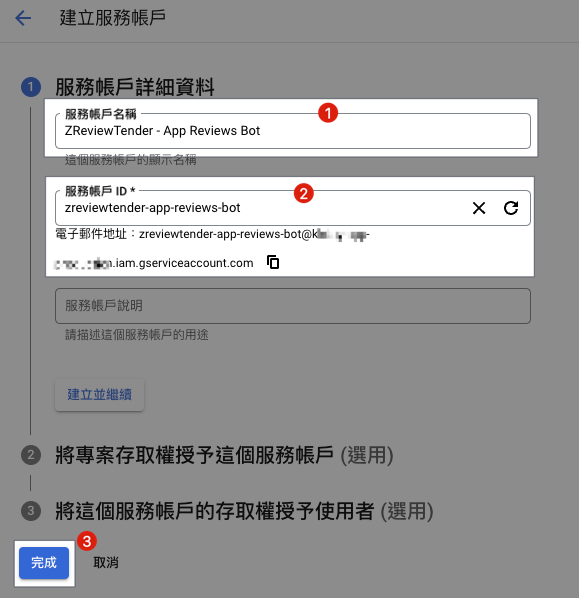 建立服務帳戶
1 服務帳戶詳細資料
服務帳戶名稱
1
ZReviewTender - App Reviews Bot
這個服務帳戶的顯示名稱
服務帳戶 ID *
2
zreviewtender-app-reviews-bot
電子郵件地址：zreviewtender-app-reviews-bot@
.iam.gserviceaccount.com
服務帳戶說明
請描述這個服務帳戶的用途
建立並繼續
2 將專案存取權授予這個服務帳戶 (選用)
3 將這個服務帳戶的存取權授予使用者 (選用)
3
完成 取消